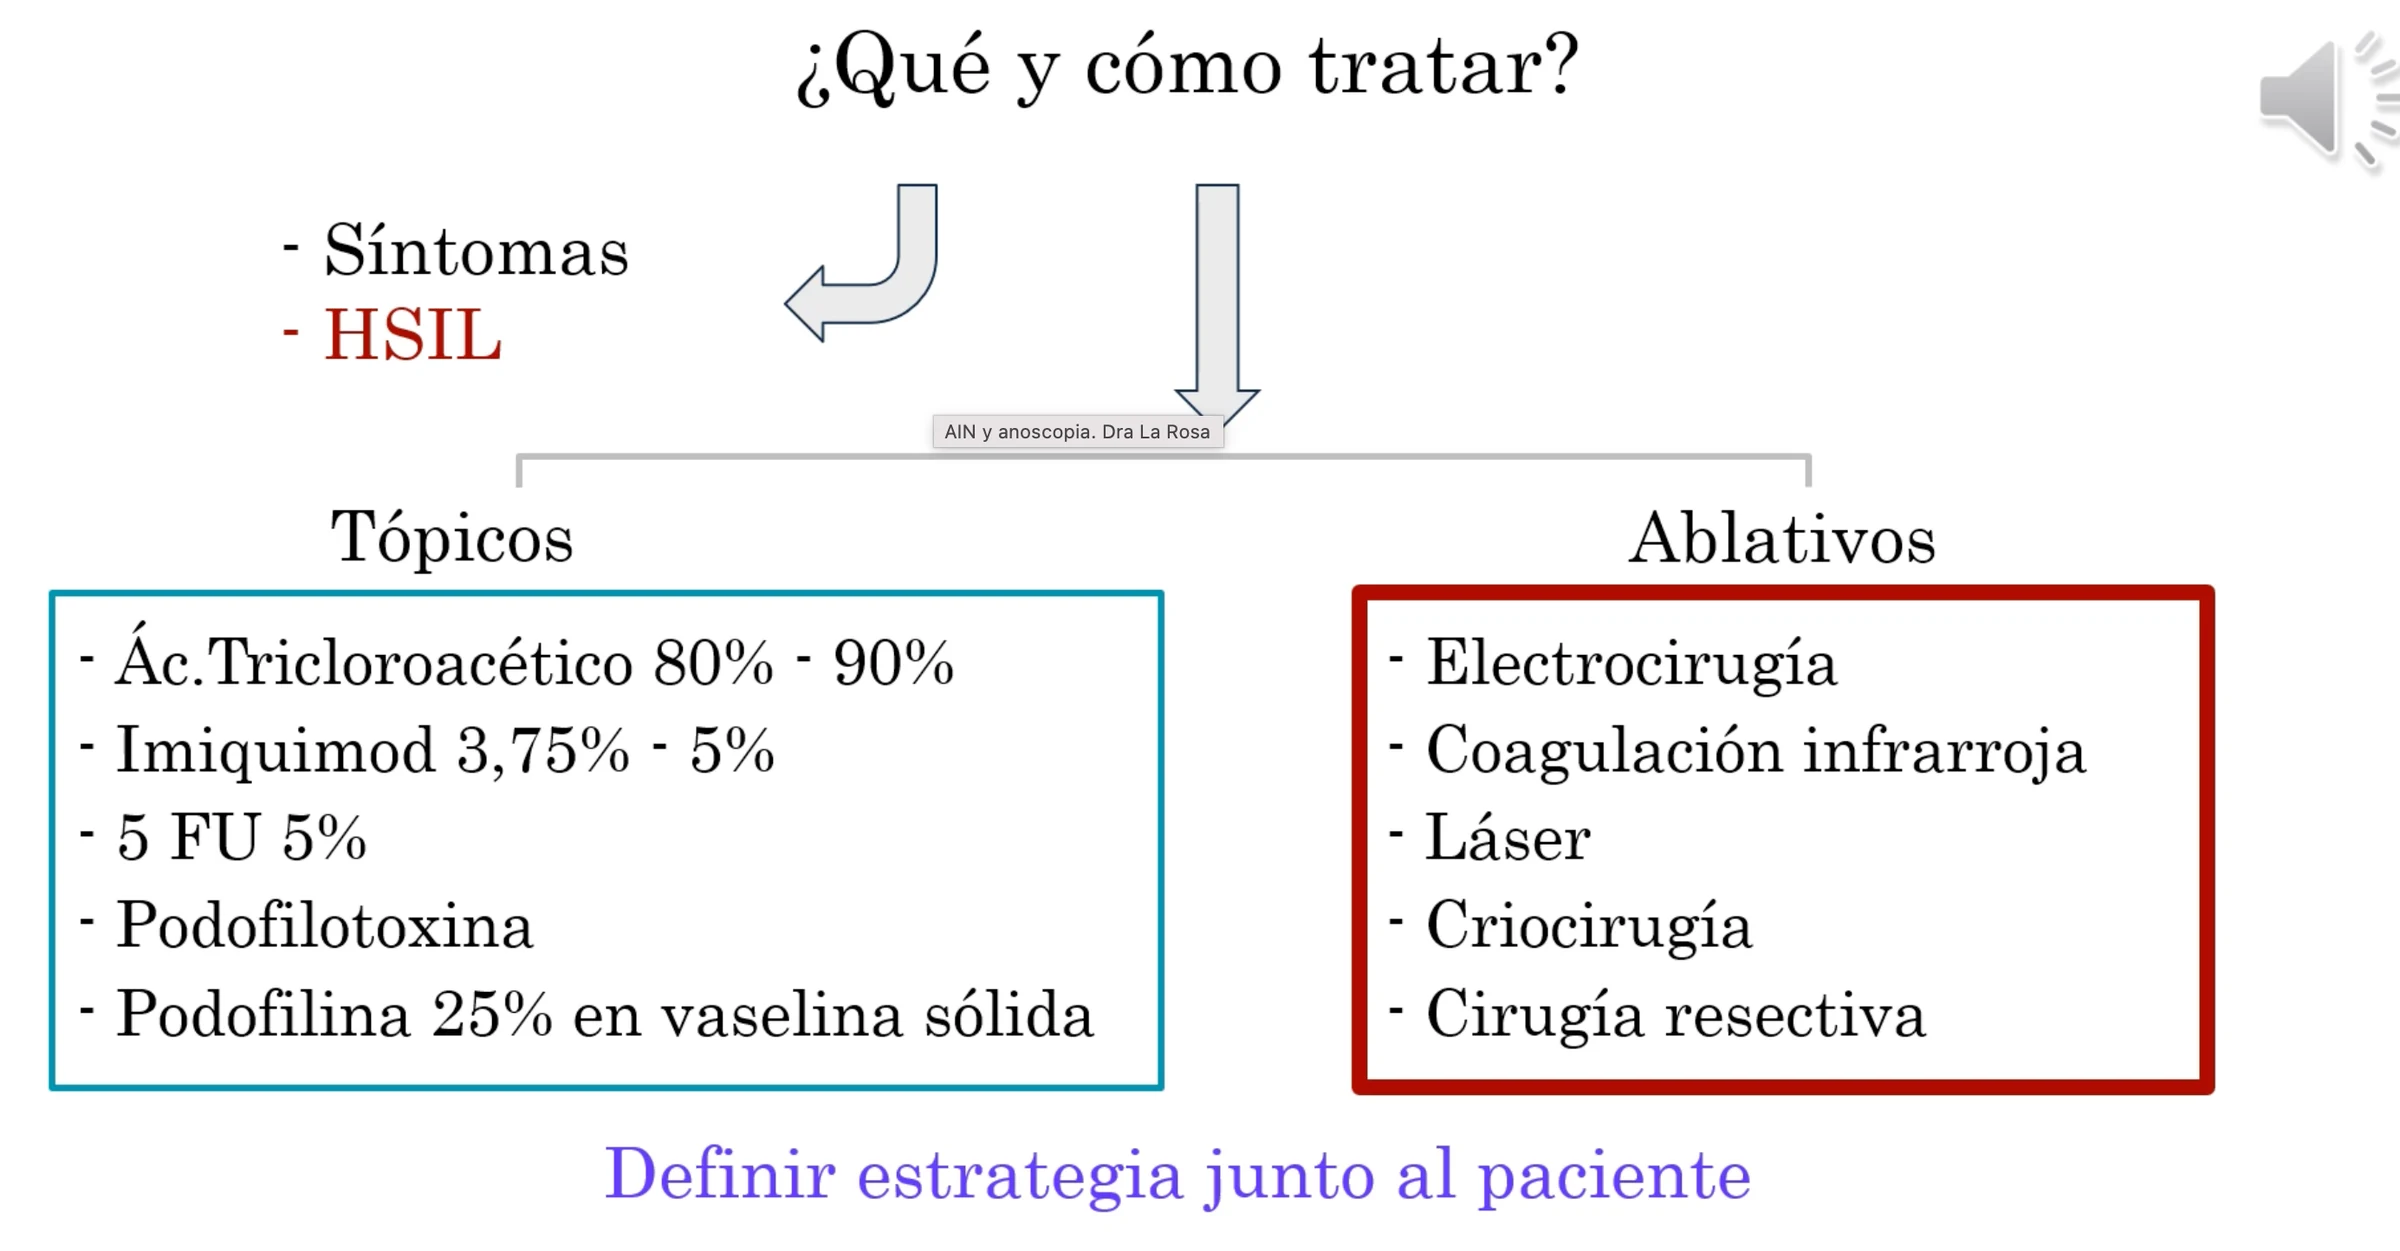 ¿Qué y cómo tratar?
- Síntomas
- HSIL
AIN y anoscopia. Dra La Rosa
Tópicos
- Ác.Tricloroacético 80% - 90%
- Imiquimod 3,75% - 5%
- 5 FU 5%
- Podofilotoxina
- Podofilina 25% en vaselina sólida
Ablativos
- Electrocirugía
- Coagulación infrarroja
- Láser
- Criocirugía
- Cirugía resectiva
Definir estrategia junto al paciente